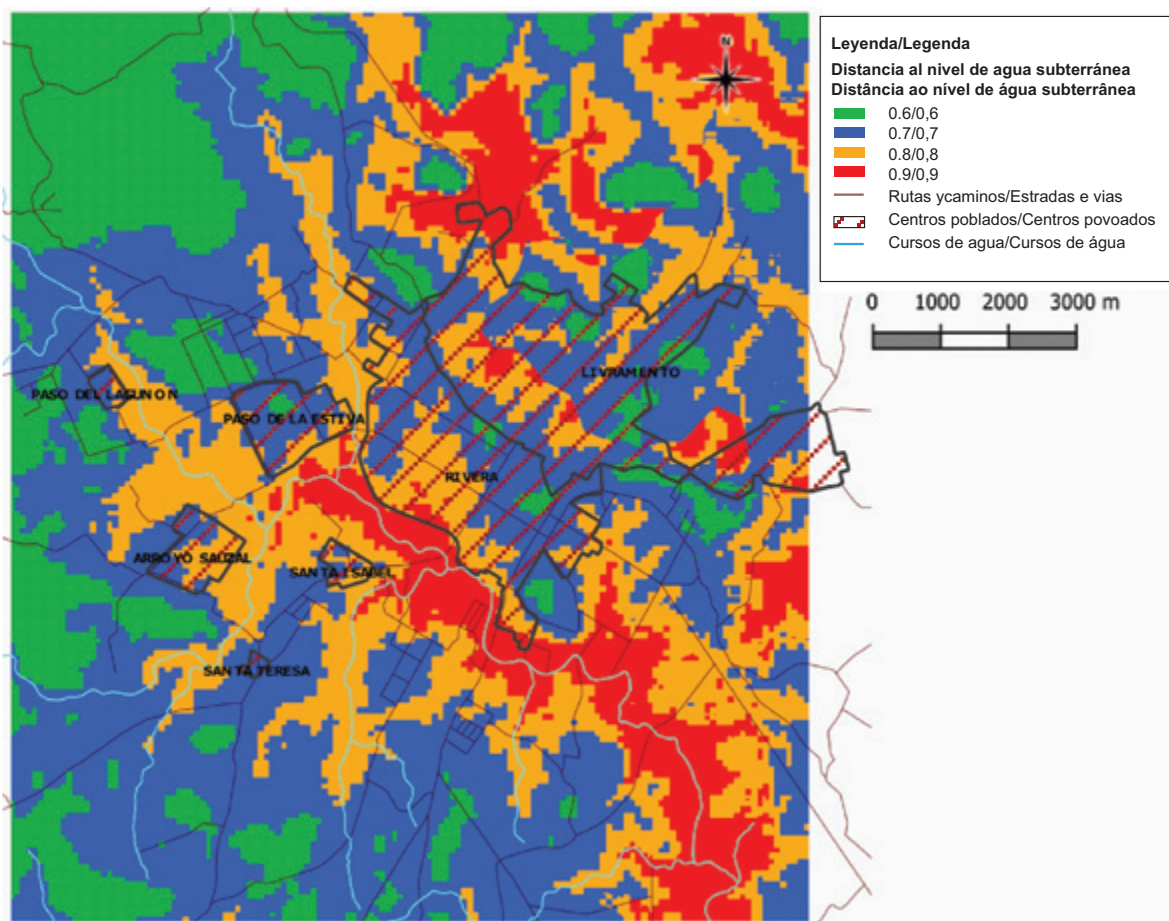 N
Leyenda/Legenda
Distancia al nivel de agua subterránea
Distância ao nível de água subterrânea
0.6/0,6
0.7/0,7
0.8/0,8
0.9/0,9
Rutas ycaminos/Estradas e vias
Centros poblados/Centros povoados
Cursos de agua/Cursos de água
0 1000 2000 3000 m
LIVRAMENTO
PASO DEL LAGUNON
PASO DE LA ESTIVA
RIVERA
ARROYO SAUZAL
SANTA ISABEL
SANTA TERESA